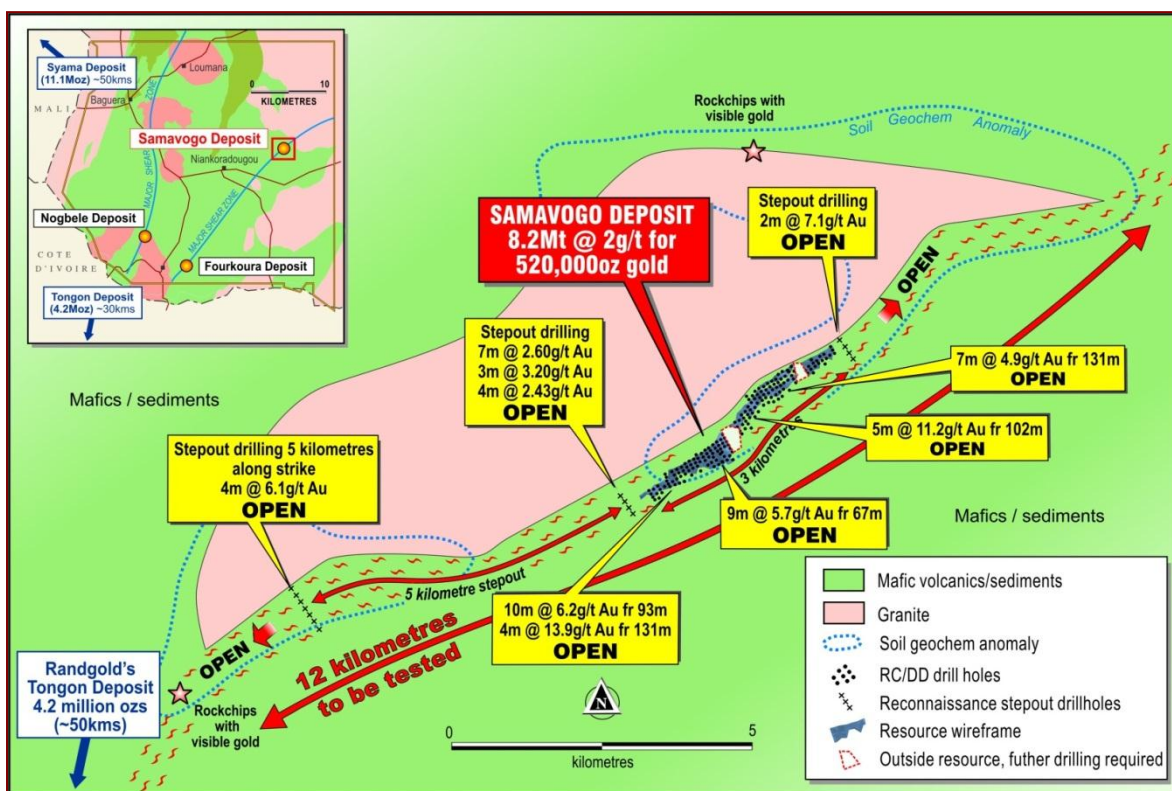 Syama Deposit
(11.1Moz) ~50kms
Loumana
0 10
KILOMETRES
MALI
Baguera
Samavogo Deposit
Niankoradougou
MAJOR SHEAR ZONE
MAJOR SHEAR ZONE
Nogbele Deposit
COTE
D'IVOIRE
Fourkoura Deposit
Tongon Deposit
(4.2Moz) ~30kms
Rockchips with
visible gold
Soil Geochem Anomaly
SAMAVOGO DEPOSIT
8.2Mt @ 2g/t for
520,000oz gold
Stepout drilling
2m @ 7.1g/t Au
OPEN
OPEN
Stepout drilling
7m @ 2.60g/t Au
3m @ 3.20g/t Au
4m @ 2.43g/t Au
OPEN
7m @ 4.9g/t Au fr 131m
OPEN
Mafics / sediments
5m @ 11.2g/t Au fr 102m
OPEN
Stepout drilling 5 kilometres
along strike
4m @ 6.1g/t Au
OPEN
3 kilometres
9m @ 5.7g/t Au fr 67m
OPEN
Mafics / sediments
5 kilometre stepout
10m @ 6.2g/t Au fr 93m
4m @ 13.9g/t Au fr 131m
OPEN
12 kilometres
to be tested
OPEN
Randgold's
Tongon Deposit
4.2 million ozs
(~50kms)
Rockchips
with
visible gold
N
0 5
kilometres
Mafic volcanics/sediments
Granite
Soil geochem anomaly
RC/DD drill holes
Reconnaissance stepout drillholes
Resource wireframe
Outside resource, futher drilling required